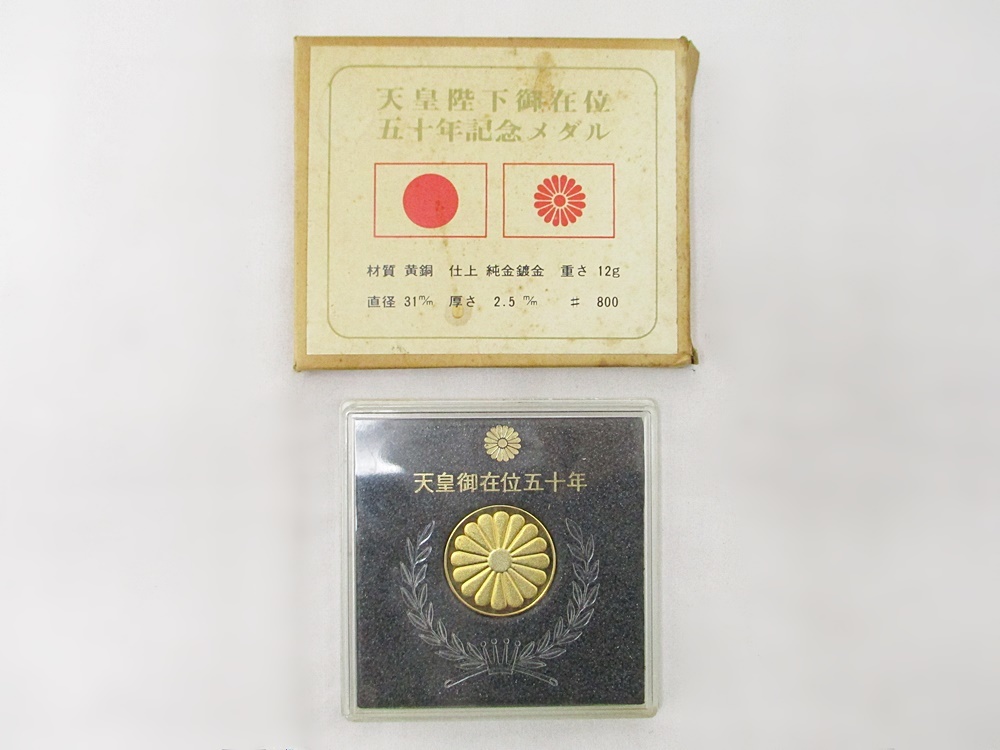 天皇陛下御在位
五十年記念メダル
材質 黄銅 仕上 純金鍍金 重さ 12g
直径 31㎜ 厚さ 2.5 ㎜ # 800
天皇御在位五十年